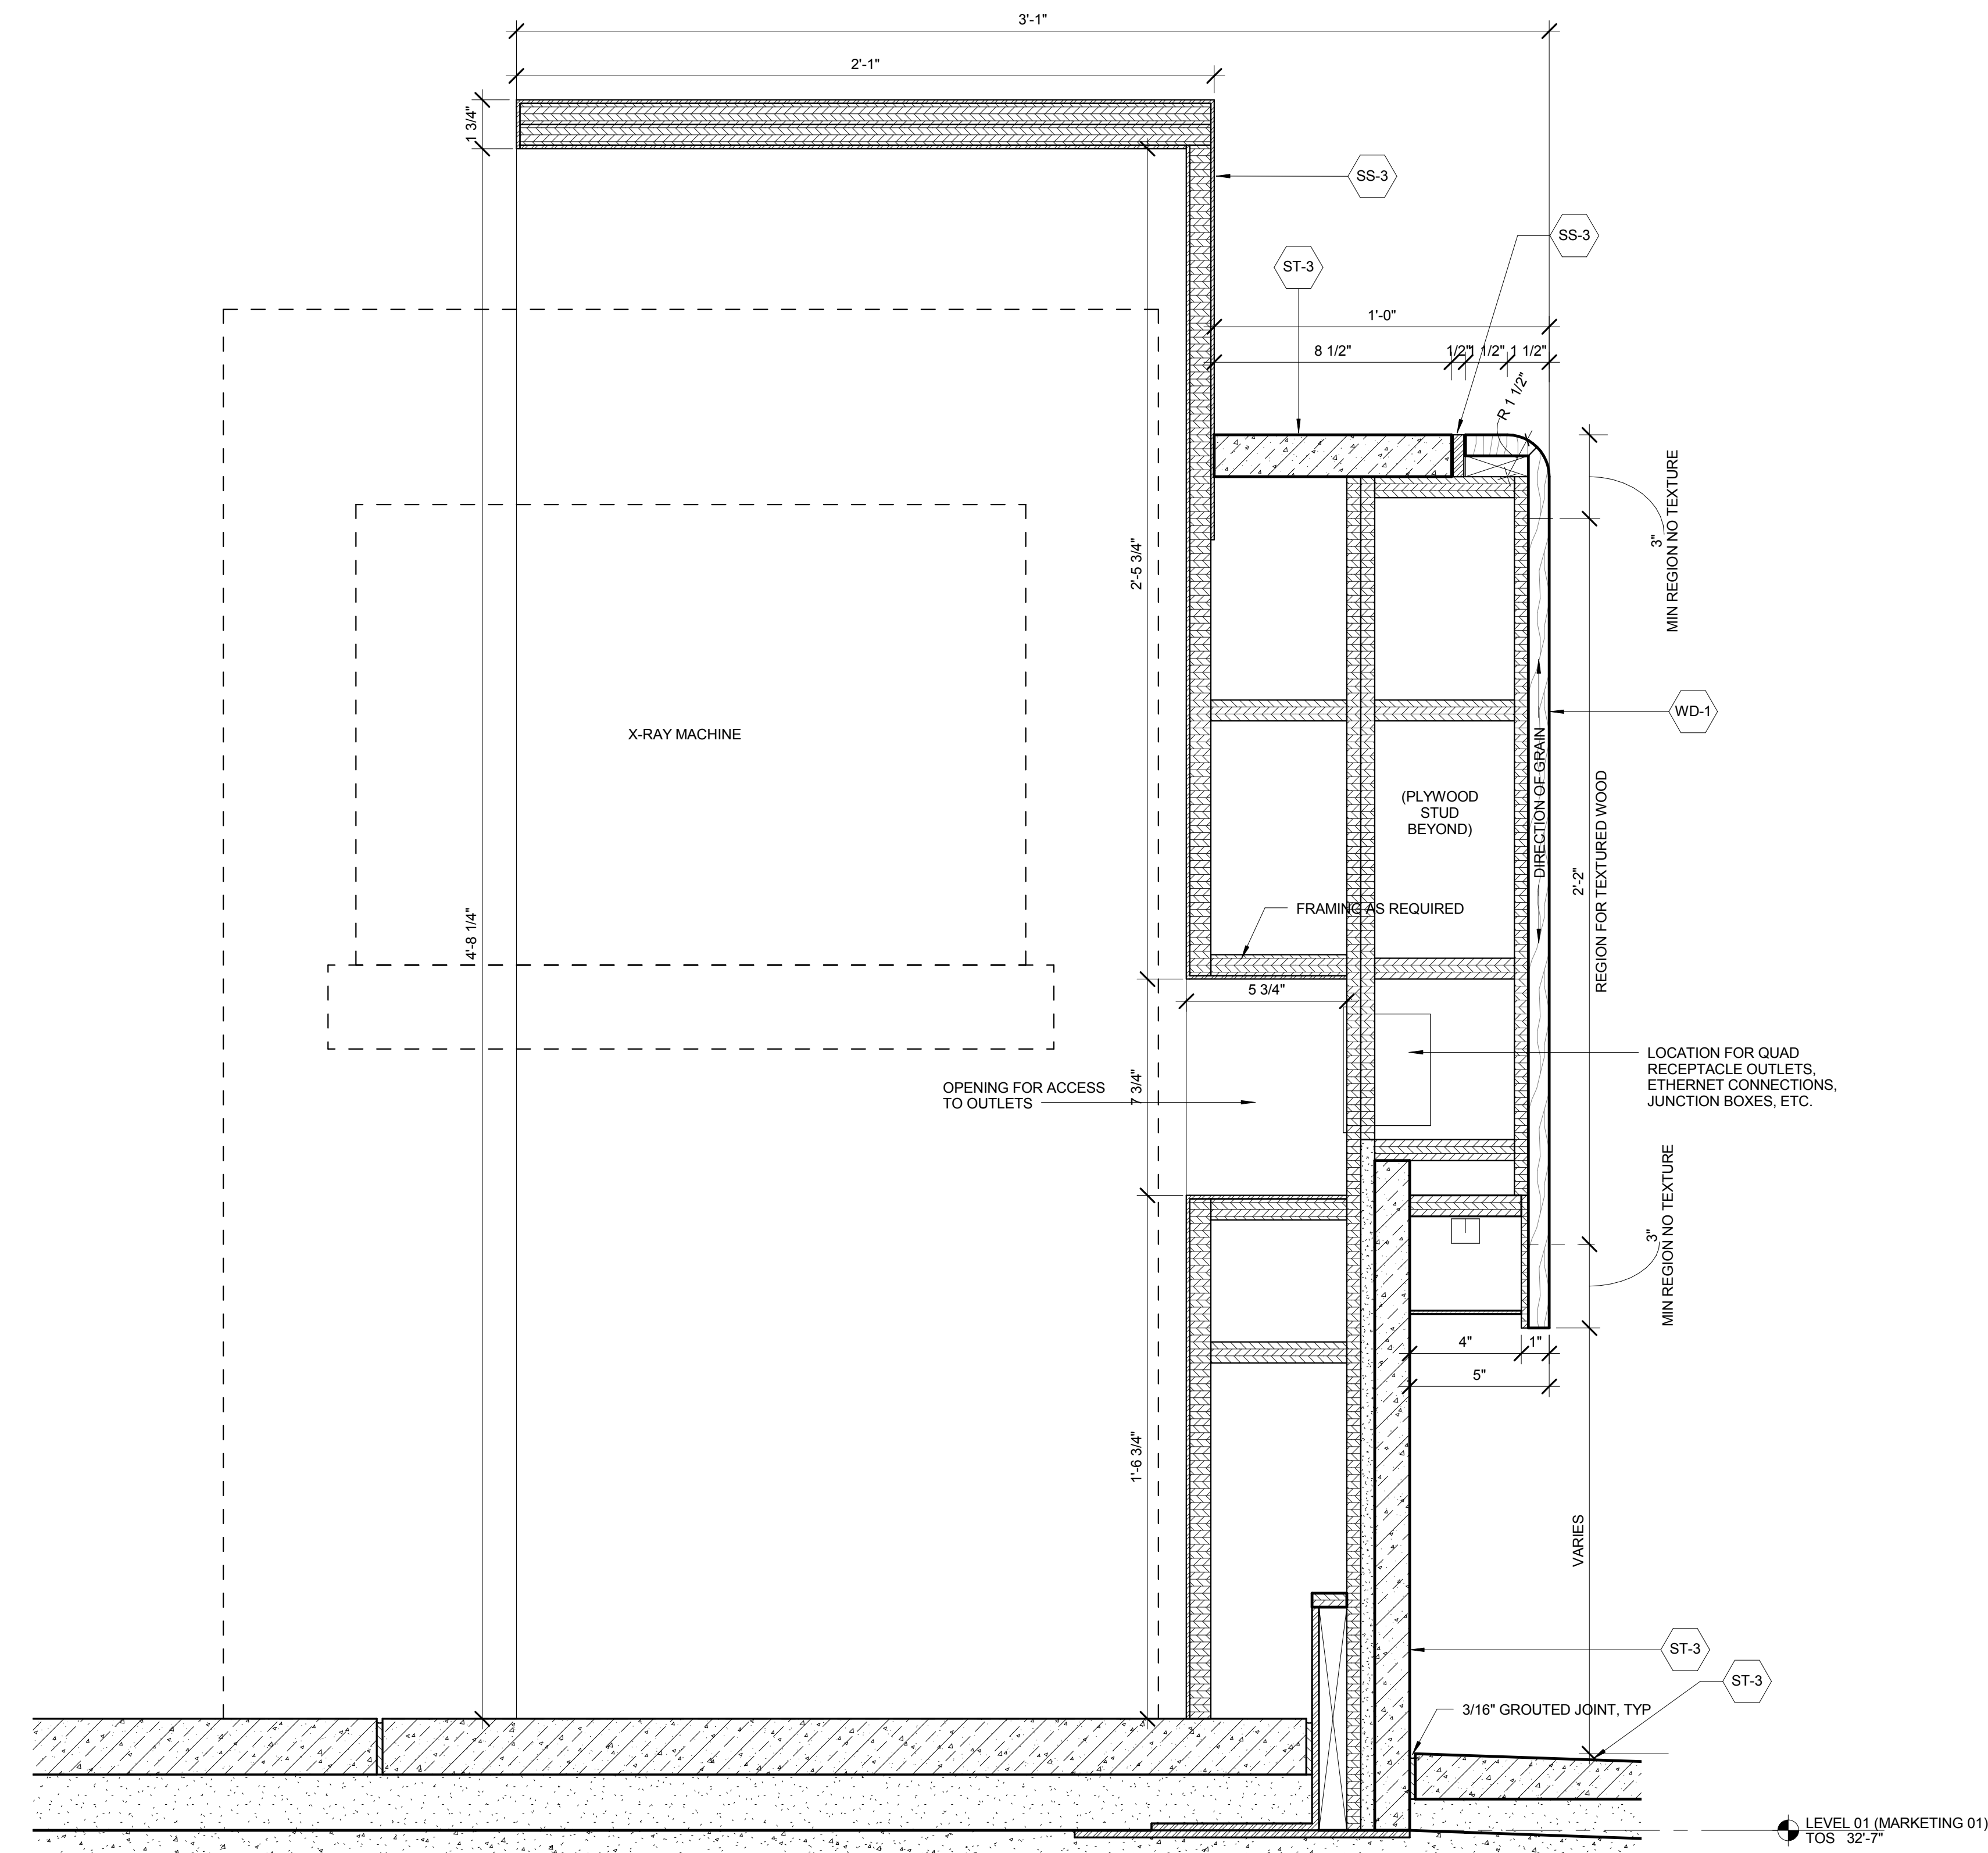 3'-1"
2'-1"
1 3/4"
SS-3
SS-3
ST-3
1'-0"
8 1/2"
1/2"
1 1/2"
1 1/2"
R 1 1/2"
3"
MIN REGION NO TEXTURE
2'-5 3/4"
X-RAY MACHINE
WD-1
DIRECTION OF GRAIN
(PLYWOOD
STUD
BEYOND)
2'-2"
REGION FOR TEXTURED WOOD
4'-8 1/4"
FRAMING AS REQUIRED
5 3/4"
LOCATION FOR QUAD
RECEPTACLE OUTLETS,
ETHERNET CONNECTIONS,
JUNCTION BOXES, ETC.
OPENING FOR ACCESS
TO OUTLETS
7 3/4"
3"
MIN REGION NO TEXTURE
4"
1"
5"
1'-6 3/4"
VARIES
ST-3
ST-3
3/16" GROUTED JOINT, TYP
LEVEL 01 (MARKETING 01)
TOS 32'-7"